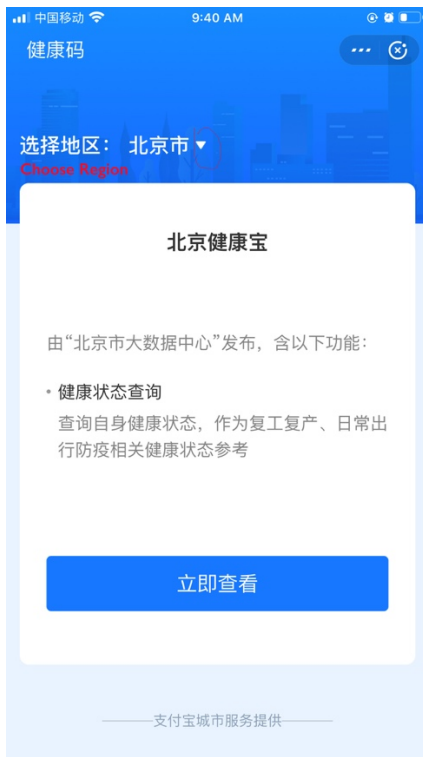 中国移动 9:40 AM
健康码
选择地区： 北京市
Choose Region
北京健康宝
由“北京市大数据中心”发布，含以下功能：
• 健康状态查询
查询自身健康状态，作为复工复产、日常出
行防疫相关健康状态参考
立即查看
支付宝城市服务提供